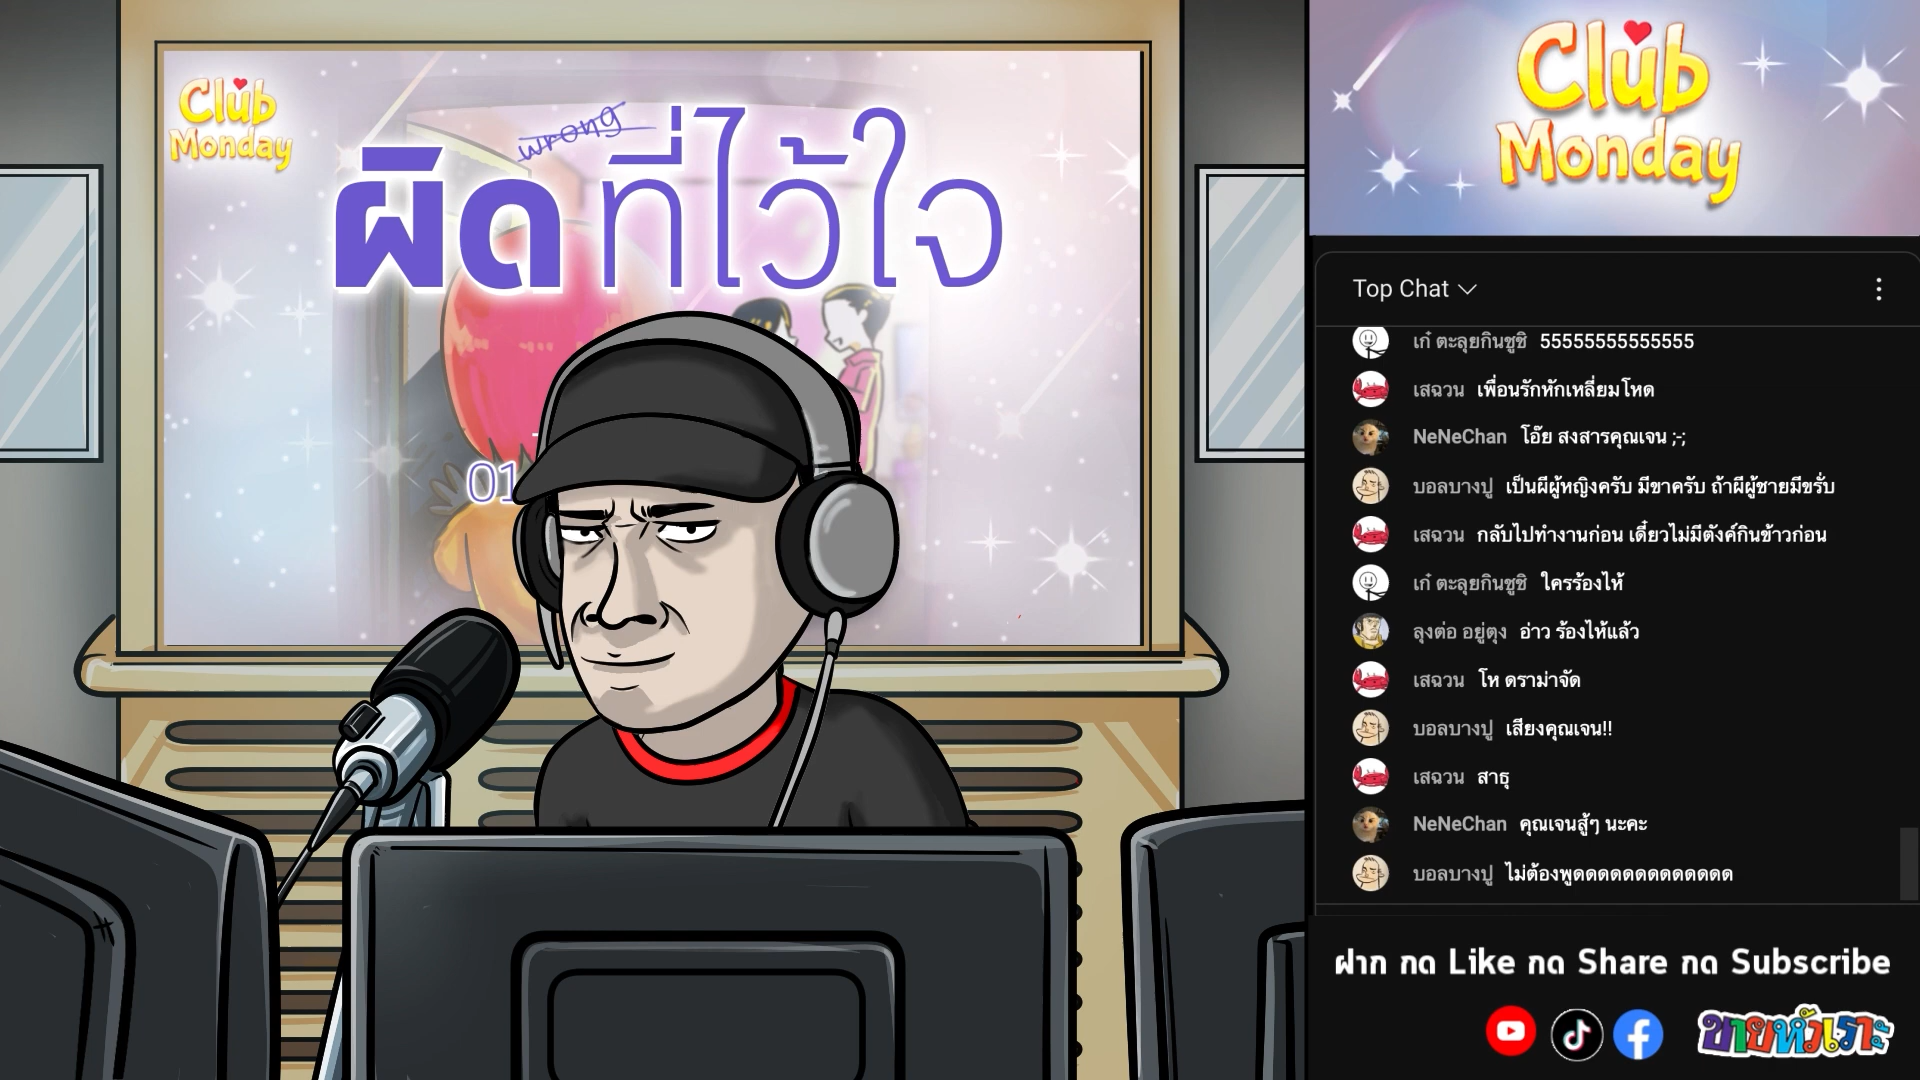 Club
Monday
wrong
ผิดที่ไว้ใจ
01
Club
Monday
Top Chat
เก๋ ตะลุยกินชูชิ 55555555555555
เสฉวน เพื่อนรักหักเหลี่ยมโหด
NeNeChan โอ๊ย สงสารคุณเจน ;-;
บอลบางปู เป็นผีผู้หญิงครับ มีขาครับ ถ้าผีผู้ชายมีขรั่บ
เสฉวน กลับไปทำงานก่อน เดี๋ยวไม่มีตังค์กินข้าวก่อน
เก๋ ตะลุยกินชูชิ ใครร้องไห้
ลุงต่อ อยู่ตุง อ่าว ร้องไห้แล้ว
เสฉวน โห ดราม่าจัด
บอลบางปู เสียงคุณเจน!!
เสฉวน สาธุ
NeNeChan คุณเจนสู้ๆ นะคะ
บอลบางปู ไม่ต้องพูดดดดดดดดดดดดด
ฝาก กด Like กด Share กด Subscribe
ขายหัวเราะ